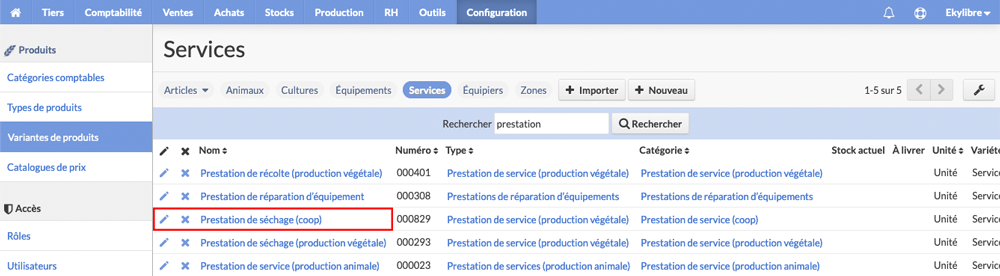 Tiers Comptabilité Ventes Achats Stocks Production RH Outils Configuration Ekylibre
Produits
Catégories comptables
Types de produits
Variantes de produits
Catalogues de prix
Accès
Rôles
Utilisateurs
Services
Articles Animaux Cultures Équipements Services Équipiers Zones + Importer + Nouveau 1-5 sur 5
Rechercher prestation Rechercher
Nom Numéro Type Catégorie Stock actuel À livrer Unité Variété
Prestation de récolte (production végétale) 000401 Prestation de service (production végétale) Prestation de service (production végétale) Unité Service
Prestation de réparation d'équipement 000308 Prestations de réparation d'équipements Prestations de réparation d'équipements Unité Service
Prestation de séchage (coop) 000829 Prestation de service (production végétale) Prestation de service (coop) Unité Service
Prestation de séchage (production végétale) 000293 Prestation de service (production végétale) Prestation de service (production végétale) Unité Service
Prestation de service (production animale) 000023 Prestation de services (production animale) Prestation de service (production animale) Unité Service